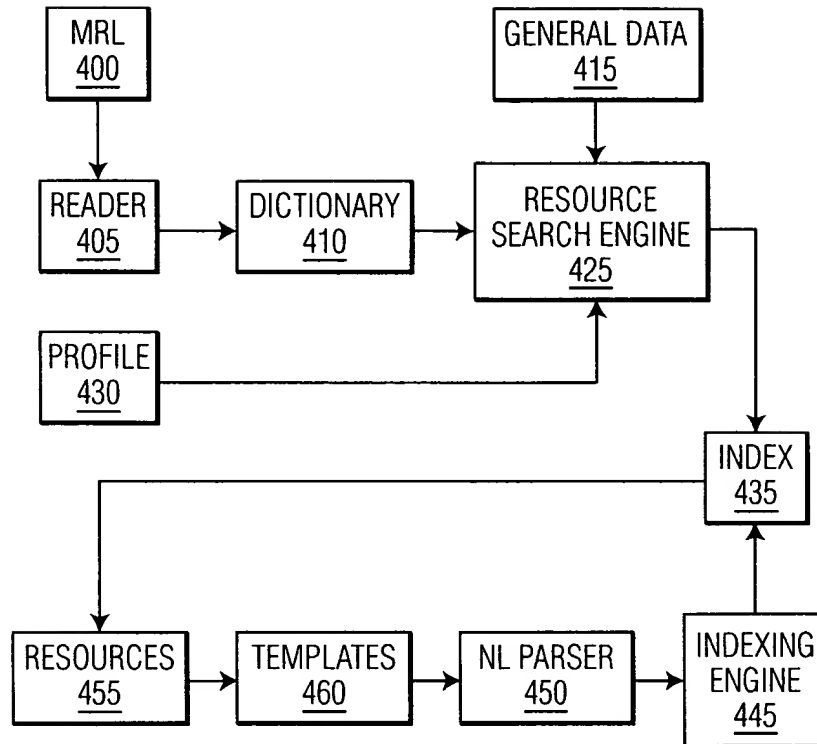 MRL
400
GENERAL DATA
415
READER
405
DICTIONARY
410
RESOURCE
SEARCH ENGINE
425
PROFILE
430
INDEX
435
RESOURCES
455
TEMPLATES
460
NL PARSER
450
INDEXING
ENGINE
445